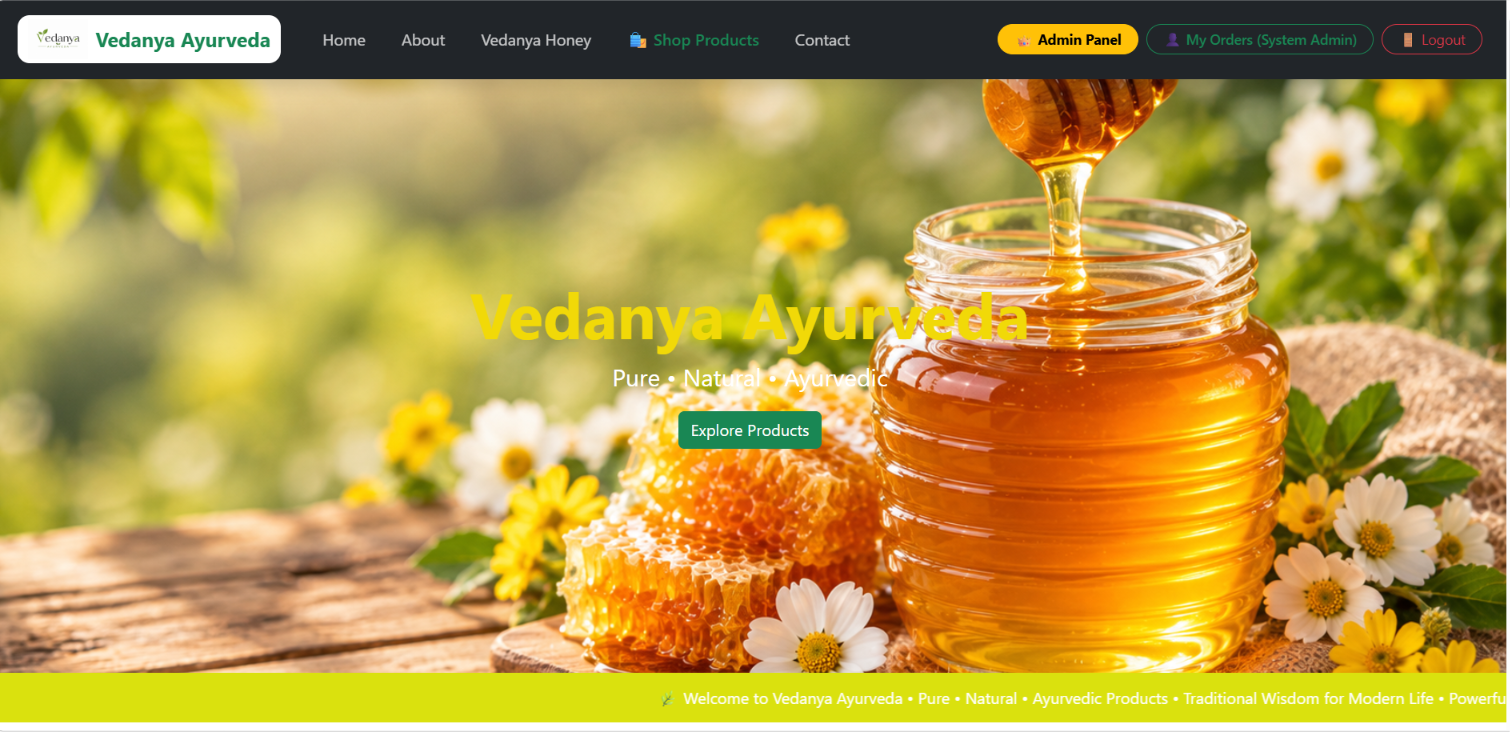 Vedanya
Vedanya Ayurveda
Home
About
Vedanya Honey
Shop Products
Contact
Admin Panel
My Orders (System Admin)
Logout
Vedanya Ayurveda
Pure • Natural • Ayurvedic
Explore Products
Welcome to Vedanya Ayurveda • Pure • Natural • Ayurvedic Products • Traditional Wisdom for Modern Life • Powerfu